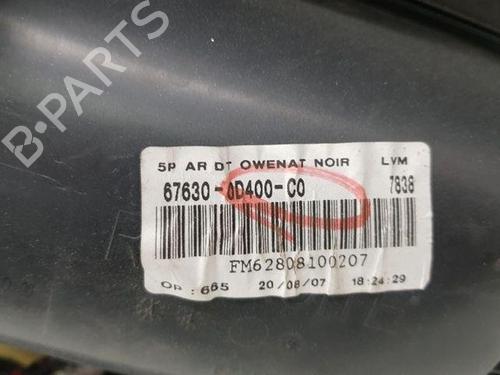 5P AR DT OWENAT NOIR LVM
67630-0D400-C0 7838
FM62808100207
OP : 665 20/08/07 18:24:29
B-PARTS